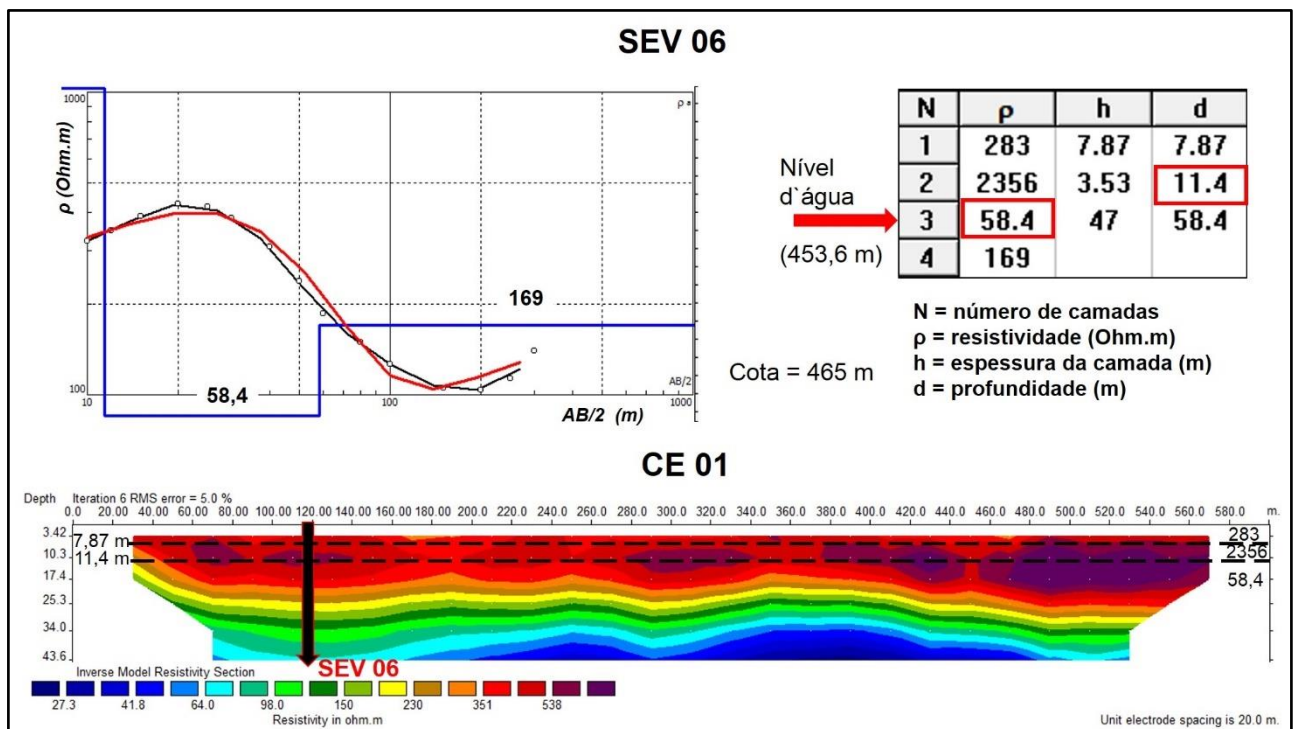 SEV 06
1000
ρ a
ρ (Ohm.m)
169
58,4
100
AB/2
10
100
1000
AB/2 (m)
Nível
d`água
(453,6 m)
N ρ h d
1 283 7.87 7.87
2 2356 3.53 11.4
3 58.4 47 58.4
4 169
Cota = 465 m
N = número de camadas
ρ = resistividade (Ohm.m)
h = espessura da camada (m)
d = profundidade (m)
CE 01
Depth Iteration 6 RMS error = 5.0 %
0.0 20.00 40.00 60.00 80.00 100.00 120.00 140.00 160.00 180.00 200.0 220.0 240.0 260.0 280.0 300.0 320.0 340.0 360.0 380.0 400.0 420.0 440.0 460.0 480.0 500.0 520.0 540.0 560.0 580.0 m.
3.42
7,87 m 283
10.3 2356
11,4 m
17.4 58,4
25.3
34.0
43.6
Inverse Model Resistivity Section
SEV 06
27.3 41.8 64.0 98.0 150 230 351 538
Resistivity in ohm.m
Unit electrode spacing is 20.0 m.